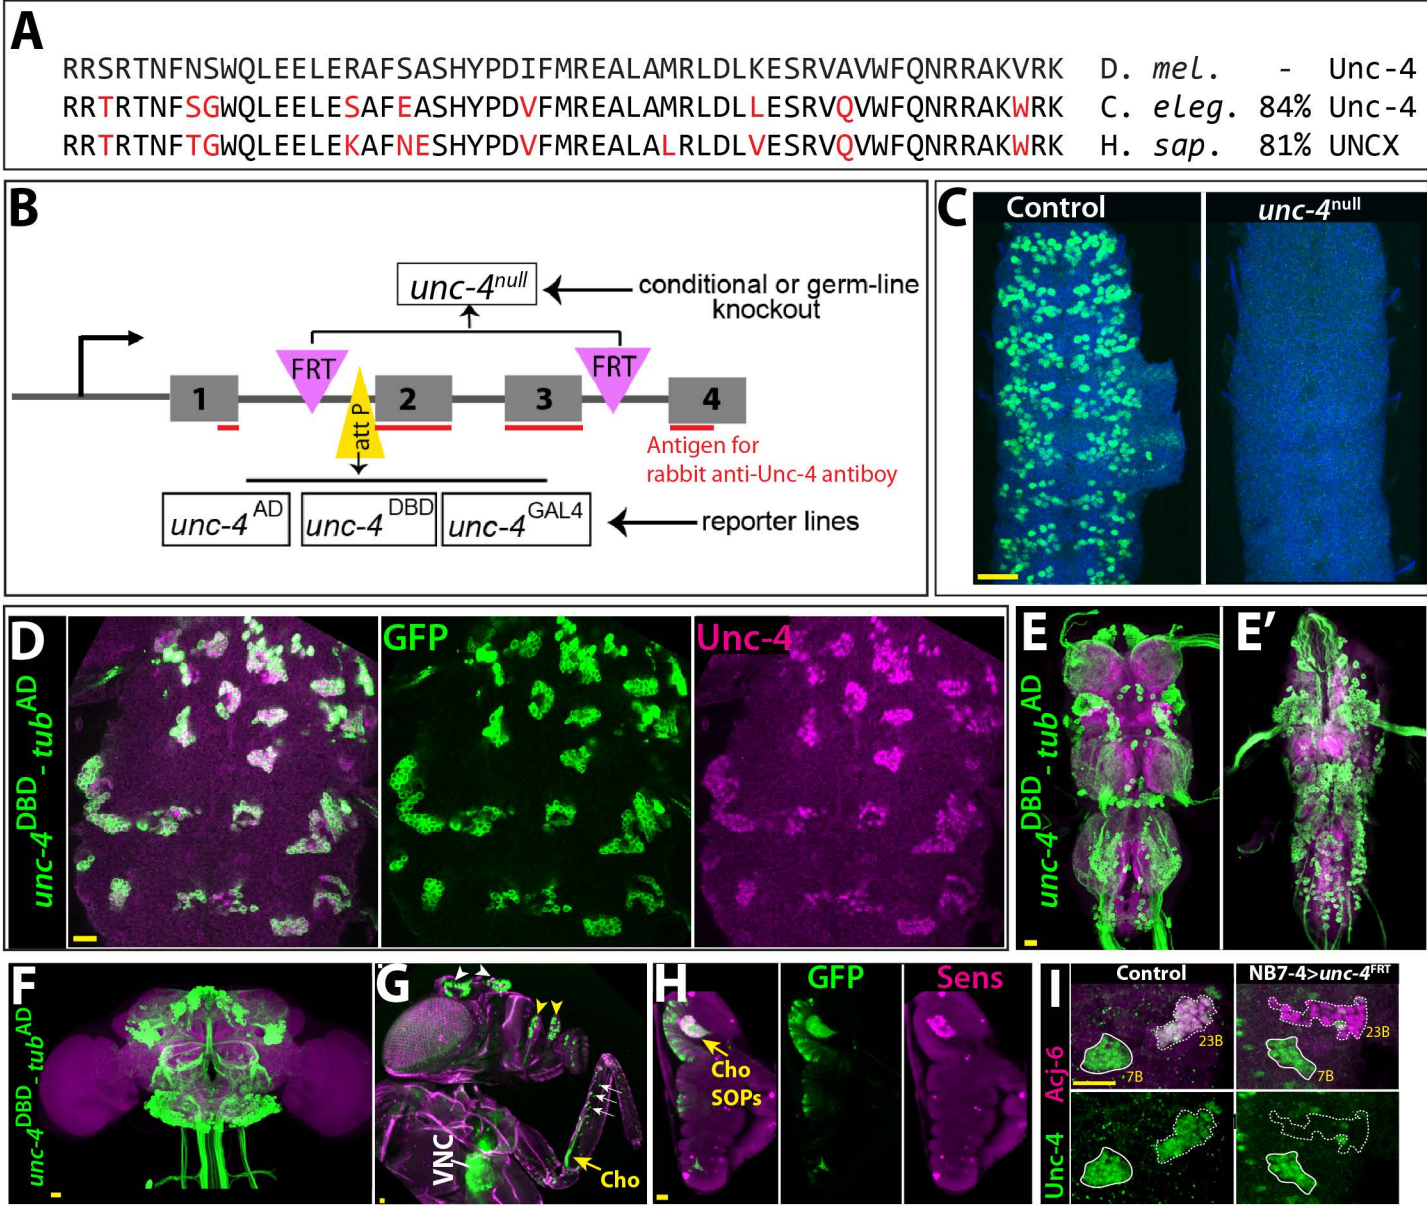 A
RRSRTNFNSWQLEELERAFSASHYPDIFMREALAMRLDLKESRVAVWFQNRRAKVRK D. mel. - Unc-4
RRTRTNFSGWQLEELESAFEASHYPDVFMREALAMRLDLLESRVQVWFQNRRAKWRK C. eleg. 84% Unc-4
RRTRTNFTGWQLEELEKAFNESHYPDVFMREALALRLDLVESRVQVWFQNRRAKWRK H. sap. 81% UNCX
B
unc-4null
conditional or germ-line
knockout
FRT
FRT
1
2
3
4
att P
Antigen for
rabbit anti-Unc-4 antiboy
unc-4AD
unc-4DBD
unc-4GAL4
reporter lines
C
Control
unc-4null
D
GFP
Unc-4
unc-4DBD - tubAD
E
E'
unc-4DBD - tubAD
F
unc-4DBD - tubAD
G
VNC
Cho
H
GFP
Sens
Cho
SOPs
I
Control
NB7-4>unc-4FRT
Acj-6
23B
7B
23B
7B
Unc-4